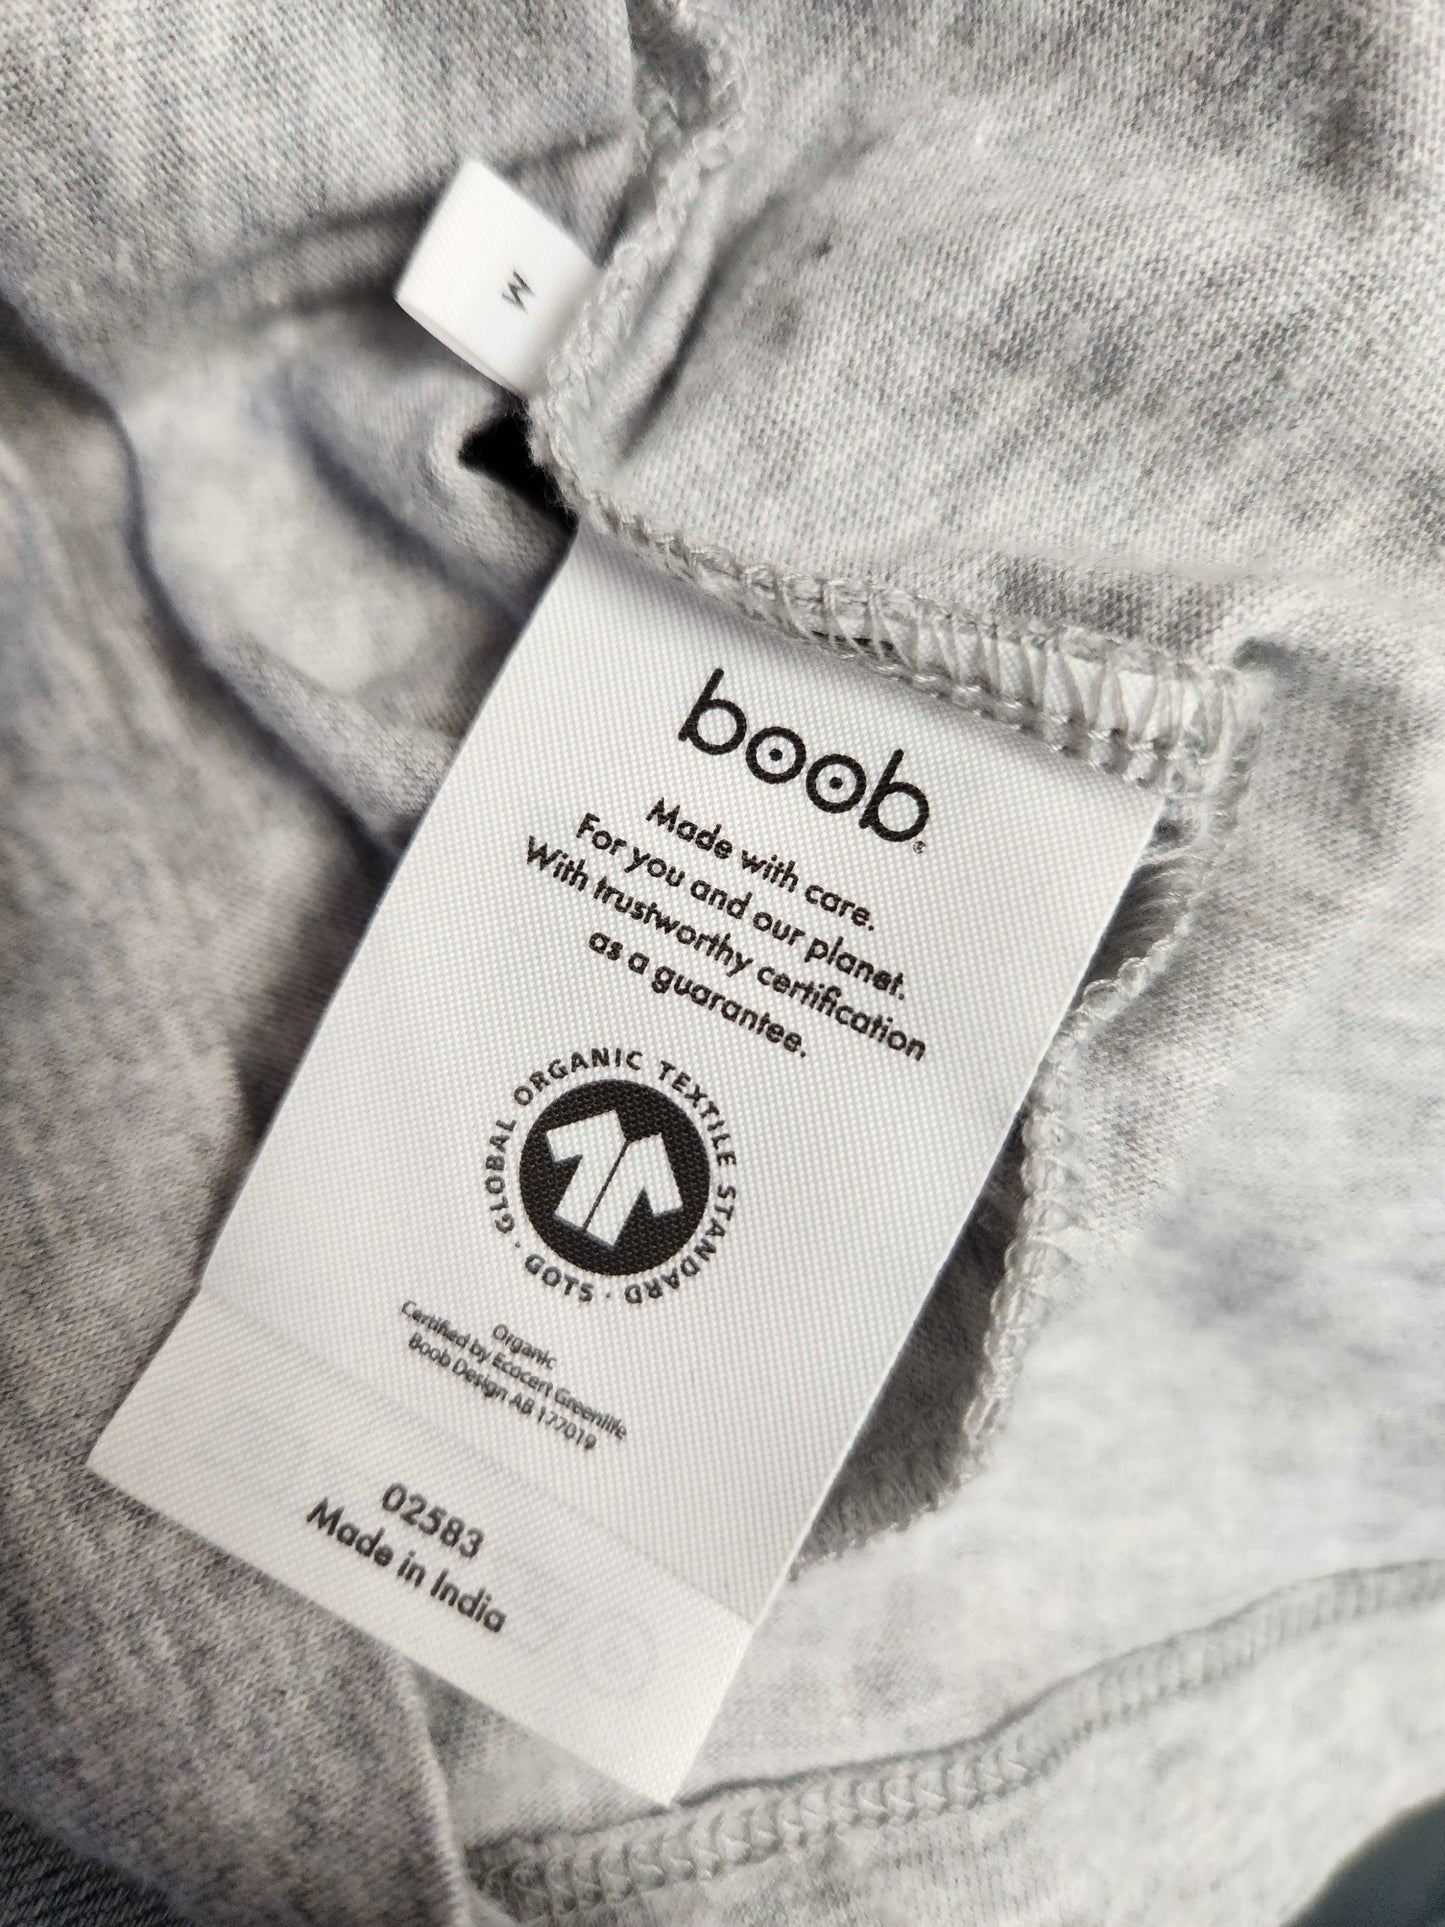 M
boob®
Made with care.
For you and our planet.
With trustworthy certification
as a guarantee.
GLOBAL ORGANIC TEXTILE STANDARD · GOTS ·
Organic
Certified by Ecocert Greenlife
Boob Design AB 177019
02583
Made in India